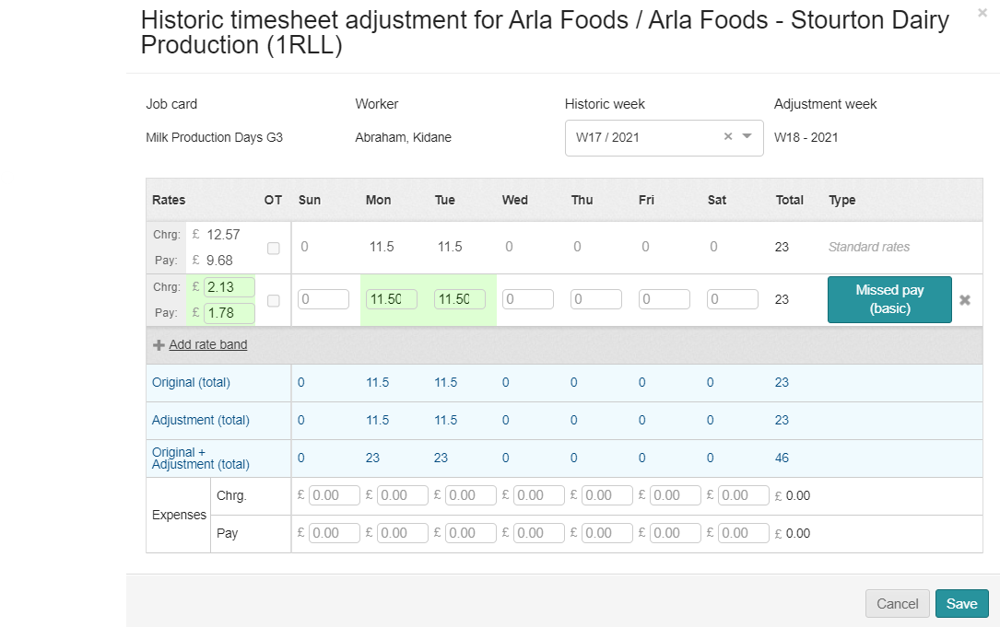 Historic timesheet adjustment for Arla Foods / Arla Foods - Stourton Dairy
Production (1RLL)
×
Job card Worker Historic week Adjustment week
Milk Production Days G3 Abraham, Kidane W17 / 2021 × W18 - 2021
Rates OT Sun Mon Tue Wed Thu Fri Sat Total Type
Chrg: £ 12.57
0 11.5 11.5 0 0 0 0 23 Standard rates
Pay: £ 9.68
Chrg: £ 2.13
0 11.50 11.50 0 0 0 0 23 Missed pay
(basic)
Pay: £ 1.78
Add rate band
Original (total) 0 11.5 11.5 0 0 0 0 23
Adjustment (total) 0 11.5 11.5 0 0 0 0 23
Original +
Adjustment (total) 0 23 23 0 0 0 0 46
Expenses
Chrg. £ 0.00 £ 0.00 £ 0.00 £ 0.00 £ 0.00 £ 0.00 £ 0.00 £ 0.00
Pay £ 0.00 £ 0.00 £ 0.00 £ 0.00 £ 0.00 £ 0.00 £ 0.00 £ 0.00
Cancel Save